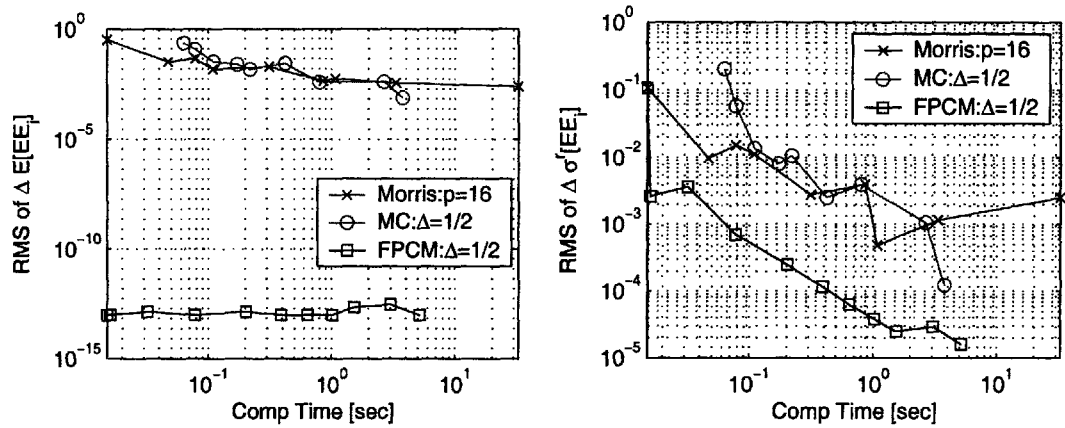 RMS of Δ E[EE_i]
10^0
10^-5
10^-10
10^-15
Morris:p=16
MC:Δ=1/2
FPCM:Δ=1/2
10^-1
10^0
10^1
Comp Time [sec]
RMS of Δ σ^r[EE_i]
10^0
10^-1
10^-2
10^-3
10^-4
10^-5
Morris:p=16
MC:Δ=1/2
FPCM:Δ=1/2
10^-1
10^0
10^1
Comp Time [sec]